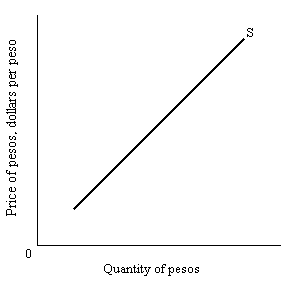 S
Price of pesos, dollars per peso
0
Quantity of pesos